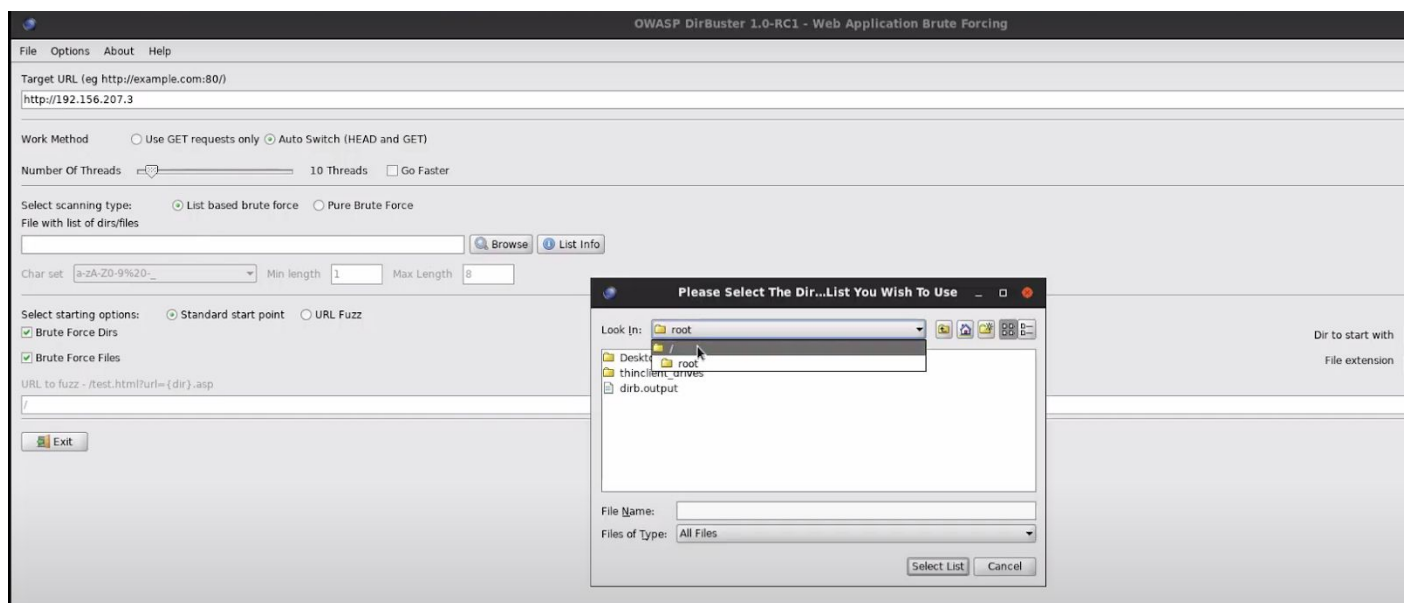 OWASP DirBuster 1.0-RC1 - Web Application Brute Forcing
File Options About Help
Target URL (eg http://example.com:80/)
http://192.156.207.3
Work Method Use GET requests only Auto Switch (HEAD and GET)
Number Of Threads 10 Threads Go Faster
Select scanning type: List based brute force Pure Brute Force
File with list of dirs/files
Browse List Info
Char set a-zA-Z0-9%20-_ Min length 1 Max Length 8
Select starting options: Standard start point URL Fuzz
Brute Force Dirs Dir to start with
Brute Force Files File extension
URL to fuzz - /test.html?url={dir}.asp
/
Exit
Please Select The Dir...List You Wish To Use
Look In: root
/
root
thinclient_drives
dirb.output
File Name:
Files of Type: All Files
Select List Cancel